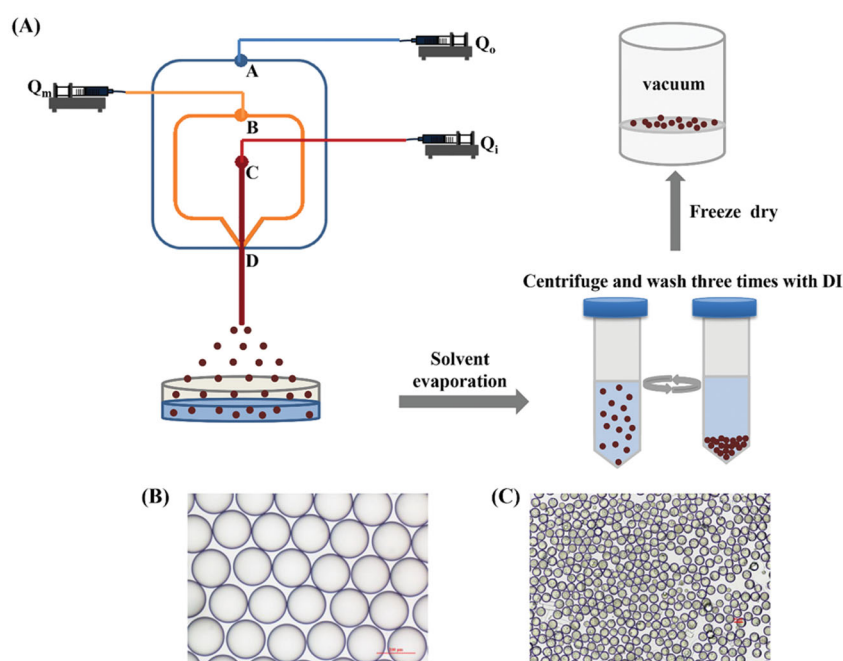 (A)
Qo
A
Qm
B
Qi
C
D
vacuum
Freeze dry
Centrifuge and wash three times with DI
Solvent
evaporation
(B)
(C)